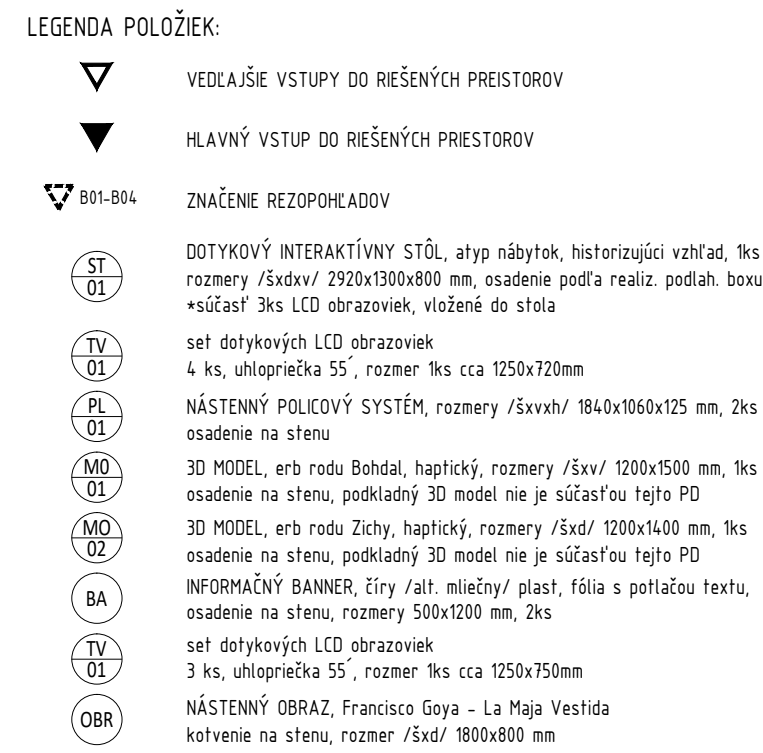 LEGENDA POLOŽIEK:
VEDĽAJŠIE VSTUPY DO RIEŠENÝCH PREISTOROV
HLAVNÝ VSTUP DO RIEŠENÝCH PRIESTOROV
B01-B04 ZNAČENIE REZOPOHĽADOV
ST 01
DOTYKOVÝ INTERAKTÍVNY STÔL, atyp nábytok, historizujúci vzhľad, 1ks
rozmery /šxdxv/ 2920x1300x800 mm, osadenie podľa realiz. podlah. boxu
*súčasť 3ks LCD obrazoviek, vložené do stola
TV 01
set dotykových LCD obrazoviek
4 ks, uhlopriečka 55´, rozmer 1ks cca 1250x720mm
PL 01
NÁSTENNÝ POLICOVÝ SYSTÉM, rozmery /šxvxh/ 1840x1060x125 mm, 2ks
osadenie na stenu
M0 01
3D MODEL, erb rodu Bohdal, haptický, rozmery /šxv/ 1200x1500 mm, 1ks
osadenie na stenu, podkladný 3D model nie je súčasťou tejto PD
MO 02
3D MODEL, erb rodu Zichy, haptický, rozmery /šxd/ 1200x1400 mm, 1ks
osadenie na stenu, podkladný 3D model nie je súčasťou tejto PD
BA
INFORMAČNÝ BANNER, číry /alt. mliečny/ plast, fólia s potlačou textu,
osadenie na stenu, rozmery 500x1200 mm, 2ks
TV 01
set dotykových LCD obrazoviek
3 ks, uhlopriečka 55´, rozmer 1ks cca 1250x750mm
OBR
NÁSTENNÝ OBRAZ, Francisco Goya - La Maja Vestida
kotvenie na stenu, rozmer /šxd/ 1800x800 mm